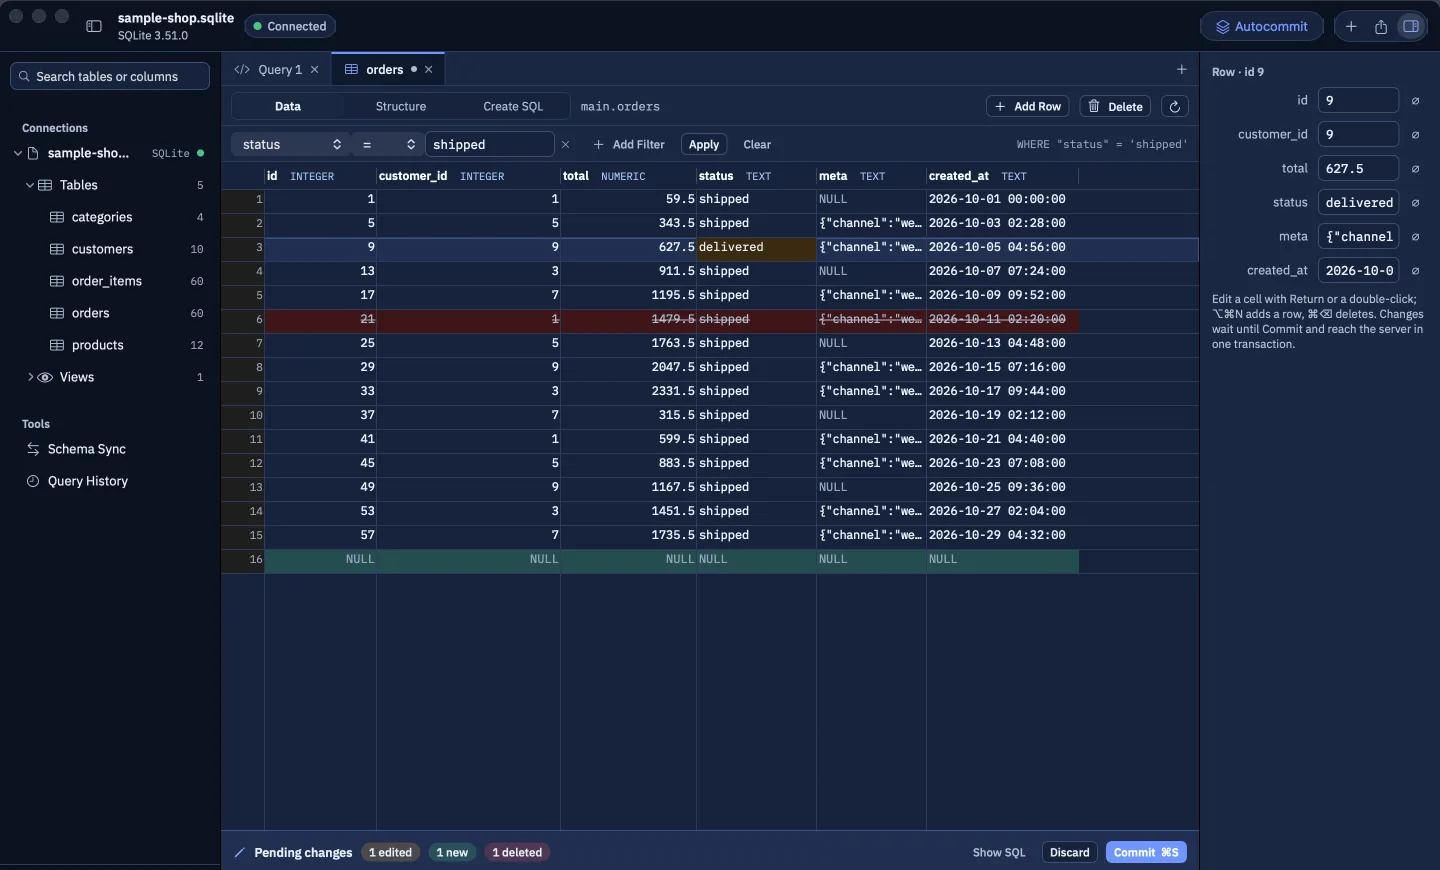 sample-shop.sqlite
SQLite 3.51.0
Connected
Autocommit
Search tables or columns
Connections
sample-sho... SQLite
Tables 5
categories 4
customers 10
order_items 60
orders 60
products 12
Views 1
Tools
Schema Sync
Query History
Query 1
orders
Data Structure Create SQL main.orders
Add Row Delete
status = shipped Add Filter Apply Clear WHERE "status" = 'shipped'
id INTEGER customer_id INTEGER total NUMERIC status TEXT meta TEXT created_at TEXT
1 1 1 59.5 shipped NULL 2026-10-01 00:00:00
2 5 5 343.5 shipped {"channel":"we… 2026-10-03 02:28:00
3 9 9 627.5 delivered {"channel":"we… 2026-10-05 04:56:00
4 13 3 911.5 shipped NULL 2026-10-07 07:24:00
5 17 7 1195.5 shipped {"channel":"we… 2026-10-09 09:52:00
6 21 1 1479.5 shipped {"channel":"we… 2026-10-11 02:20:00
7 25 5 1763.5 shipped NULL 2026-10-13 04:48:00
8 29 9 2047.5 shipped {"channel":"we… 2026-10-15 07:16:00
9 33 3 2331.5 shipped {"channel":"we… 2026-10-17 09:44:00
10 37 7 315.5 shipped NULL 2026-10-19 02:12:00
11 41 1 599.5 shipped {"channel":"we… 2026-10-21 04:40:00
12 45 5 883.5 shipped {"channel":"we… 2026-10-23 07:08:00
13 49 9 1167.5 shipped NULL 2026-10-25 09:36:00
14 53 3 1451.5 shipped {"channel":"we… 2026-10-27 02:04:00
15 57 7 1735.5 shipped {"channel":"we… 2026-10-29 04:32:00
16 NULL NULL NULL NULL NULL NULL
Pending changes 1 edited 1 new 1 deleted Show SQL Discard Commit ⌘S
Row · id 9
id 9
customer_id 9
total 627.5
status delivered
meta {"channel
created_at 2026-10-0
Edit a cell with Return or a double-click;
⌥⌘N adds a row, ⌘⌫ deletes. Changes
wait until Commit and reach the server in
one transaction.